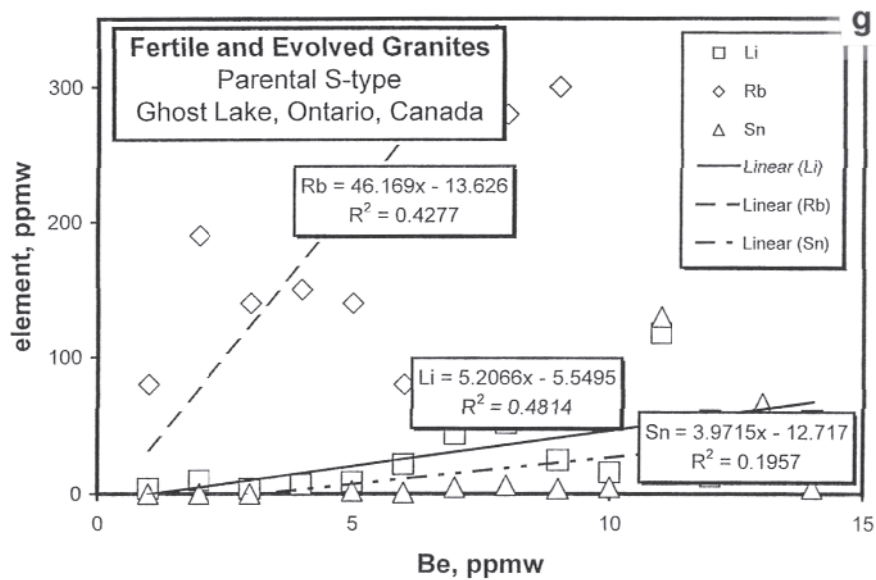 g
Fertile and Evolved Granites
Parental S-type
Ghost Lake, Ontario, Canada
Li
Rb
Sn
Linear (Li)
Linear (Rb)
Linear (Sn)
Rb = 46.169x - 13.626
R² = 0.4277
Li = 5.2066x - 5.5495
R² = 0.4814
Sn = 3.9715x - 12.717
R² = 0.1957
element, ppmw
300
200
100
0
0
5
10
15
Be, ppmw